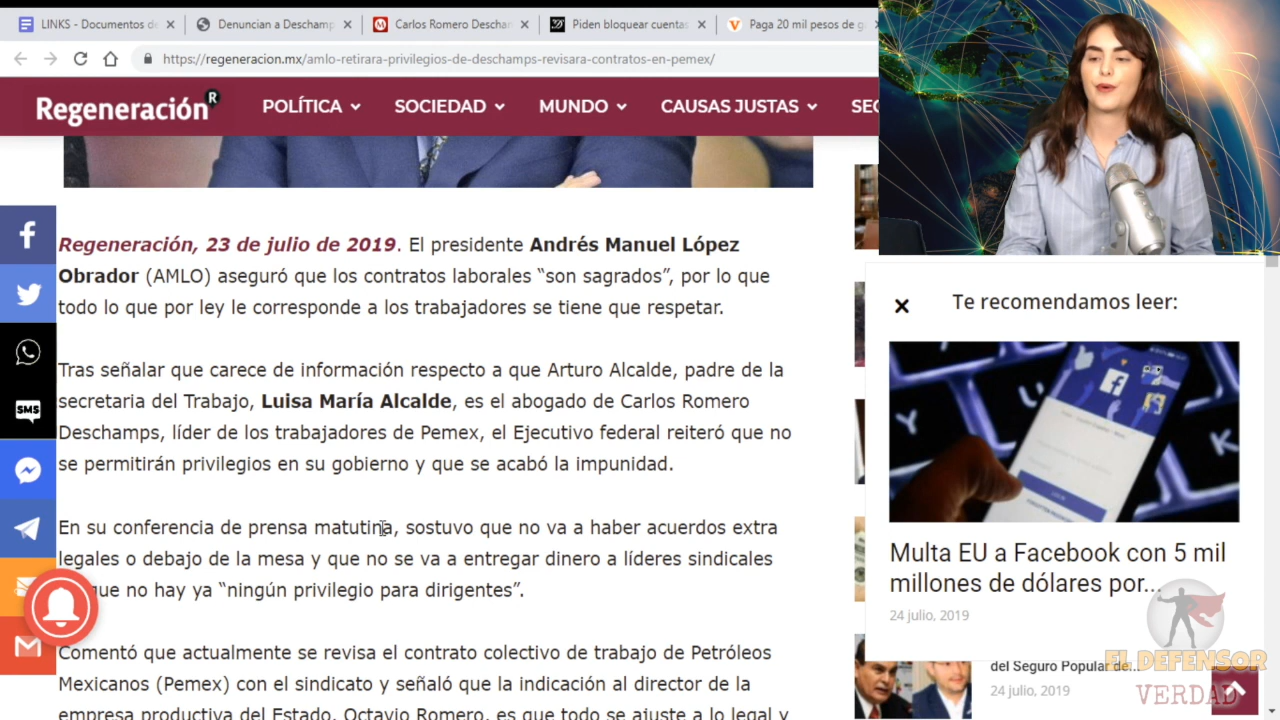 LINKS - Documentos de
Denuncian a Deschamp
Carlos Romero Descham
Piden bloquear cuentas
Paga 20 mil pesos de g
https://regeneracion.mx/amlo-retirara-privilegios-de-deschamps-revisara-contratos-en-pemex/
Regeneración R
POLÍTICA
SOCIEDAD
MUNDO
CAUSAS JUSTAS
Regeneración, 23 de julio de 2019. El presidente Andrés Manuel López
Obrador (AMLO) aseguró que los contratos laborales “son sagrados”, por lo que
todo lo que por ley le corresponde a los trabajadores se tiene que respetar.
Tras señalar que carece de información respecto a que Arturo Alcalde, padre de la
secretaria del Trabajo, Luisa María Alcalde, es el abogado de Carlos Romero
Deschamps, líder de los trabajadores de Pemex, el Ejecutivo federal reiteró que no
se permitirán privilegios en su gobierno y que se acabó la impunidad.
En su conferencia de prensa matutina, sostuvo que no va a haber acuerdos extra
legales o debajo de la mesa y que no se va a entregar dinero a líderes sindicales
que no hay ya “ningún privilegio para dirigentes”.
Comentó que actualmente se revisa el contrato colectivo de trabajo de Petróleos
Mexicanos (Pemex) con el sindicato y señaló que la indicación al director de la
empresa productiva del Estado, Octavio Romero, es que todo se ajuste a lo legal y
SMS
Te recomendamos leer:
Multa EU a Facebook con 5 mil
millones de dólares por...
24 julio, 2019
del Seguro Popular de...
24 julio, 2019
EL DEFENSOR
VERDAD